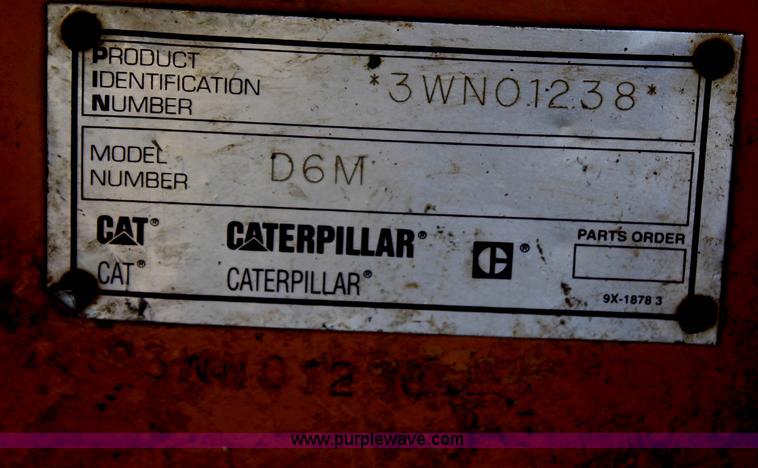 PRODUCT
IDENTIFICATION
NUMBER
*3WN01238*
MODEL
NUMBER
D6M
CAT® CATERPILLAR® ®
CAT® CATERPILLAR®
PARTS ORDER
9X-1878 3
3WN01238
www.purplewave.com